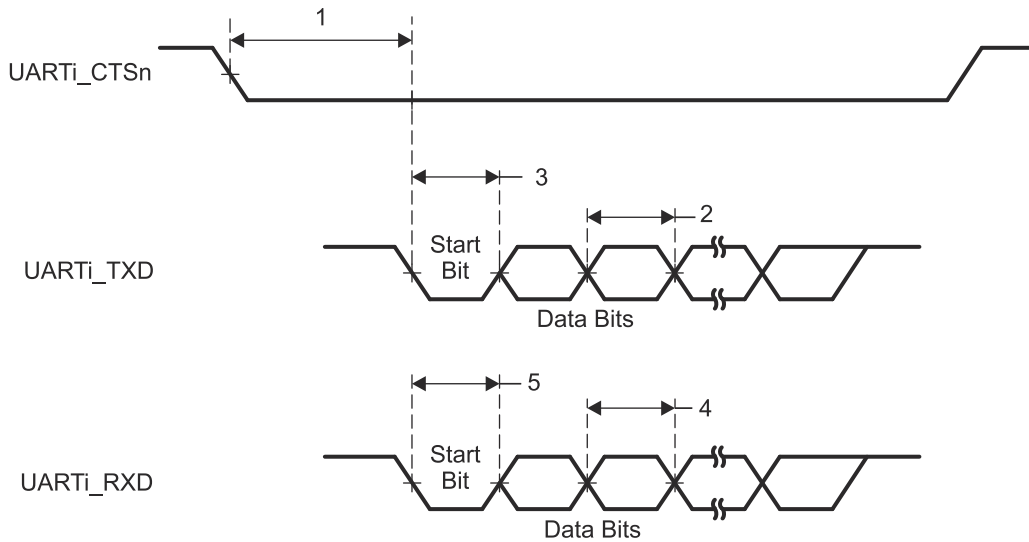 1
UARTi_CTSn
3
2
UARTi_TXD
Start
Bit
Data Bits
5
4
UARTi_RXD
Start
Bit
Data Bits